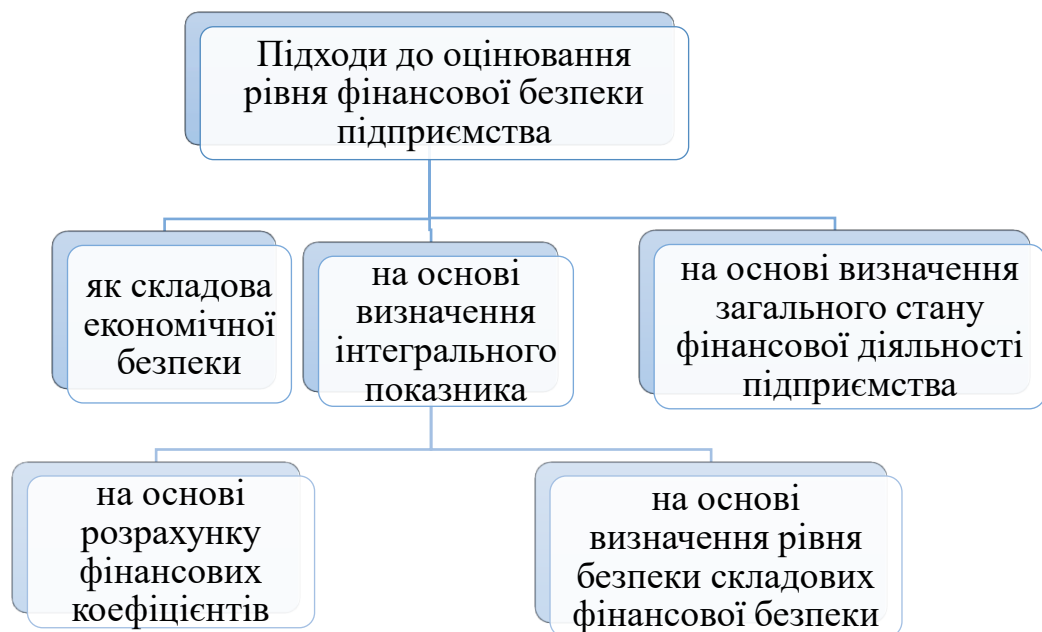 Підходи до оцінювання
рівня фінансової безпеки
підприємства
як складова
економічної
безпеки
на основі
визначення
інтегрального
показника
на основі визначення
загального стану
фінансової діяльності
підприємства
на основі
розрахунку
фінансових
коефіцієнтів
на основі
визначення рівня
безпеки складових
фінансової безпеки